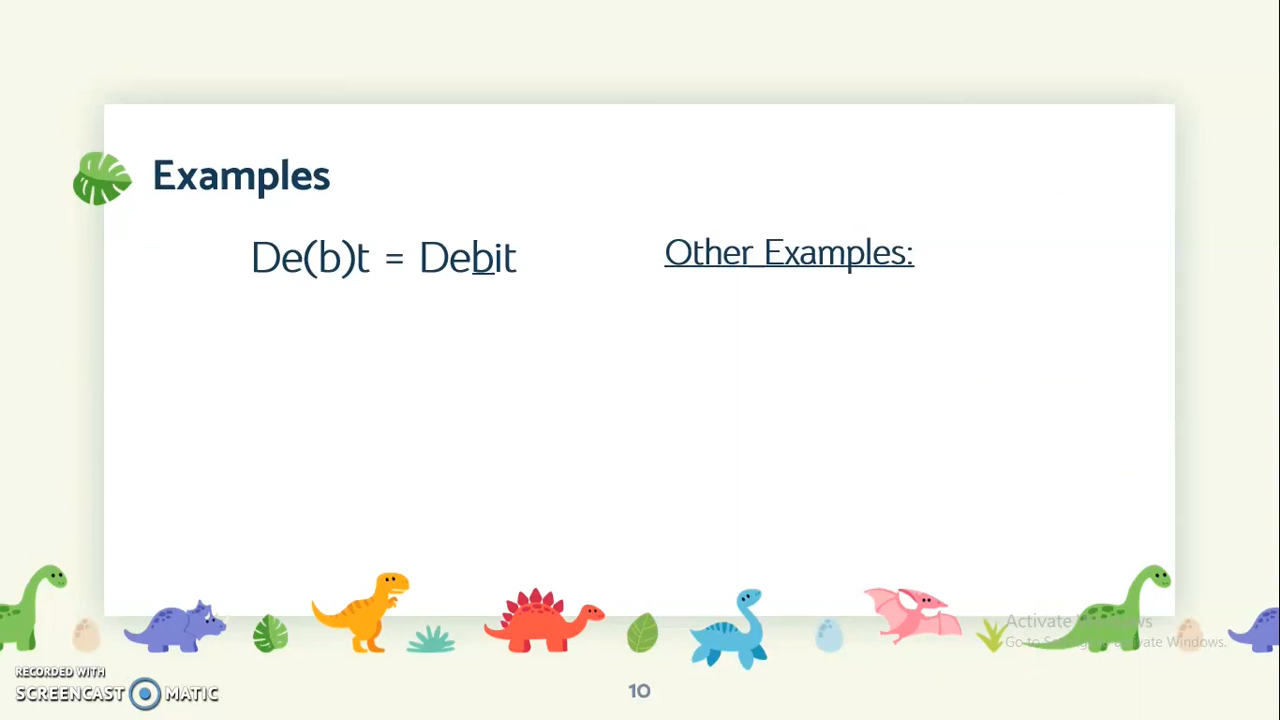 Examples
De(b)t = Debit
Other Examples:
Activate Windows
Go to Settings to activate Windows.
RECORDED WITH
SCREENCAST MATIC
10